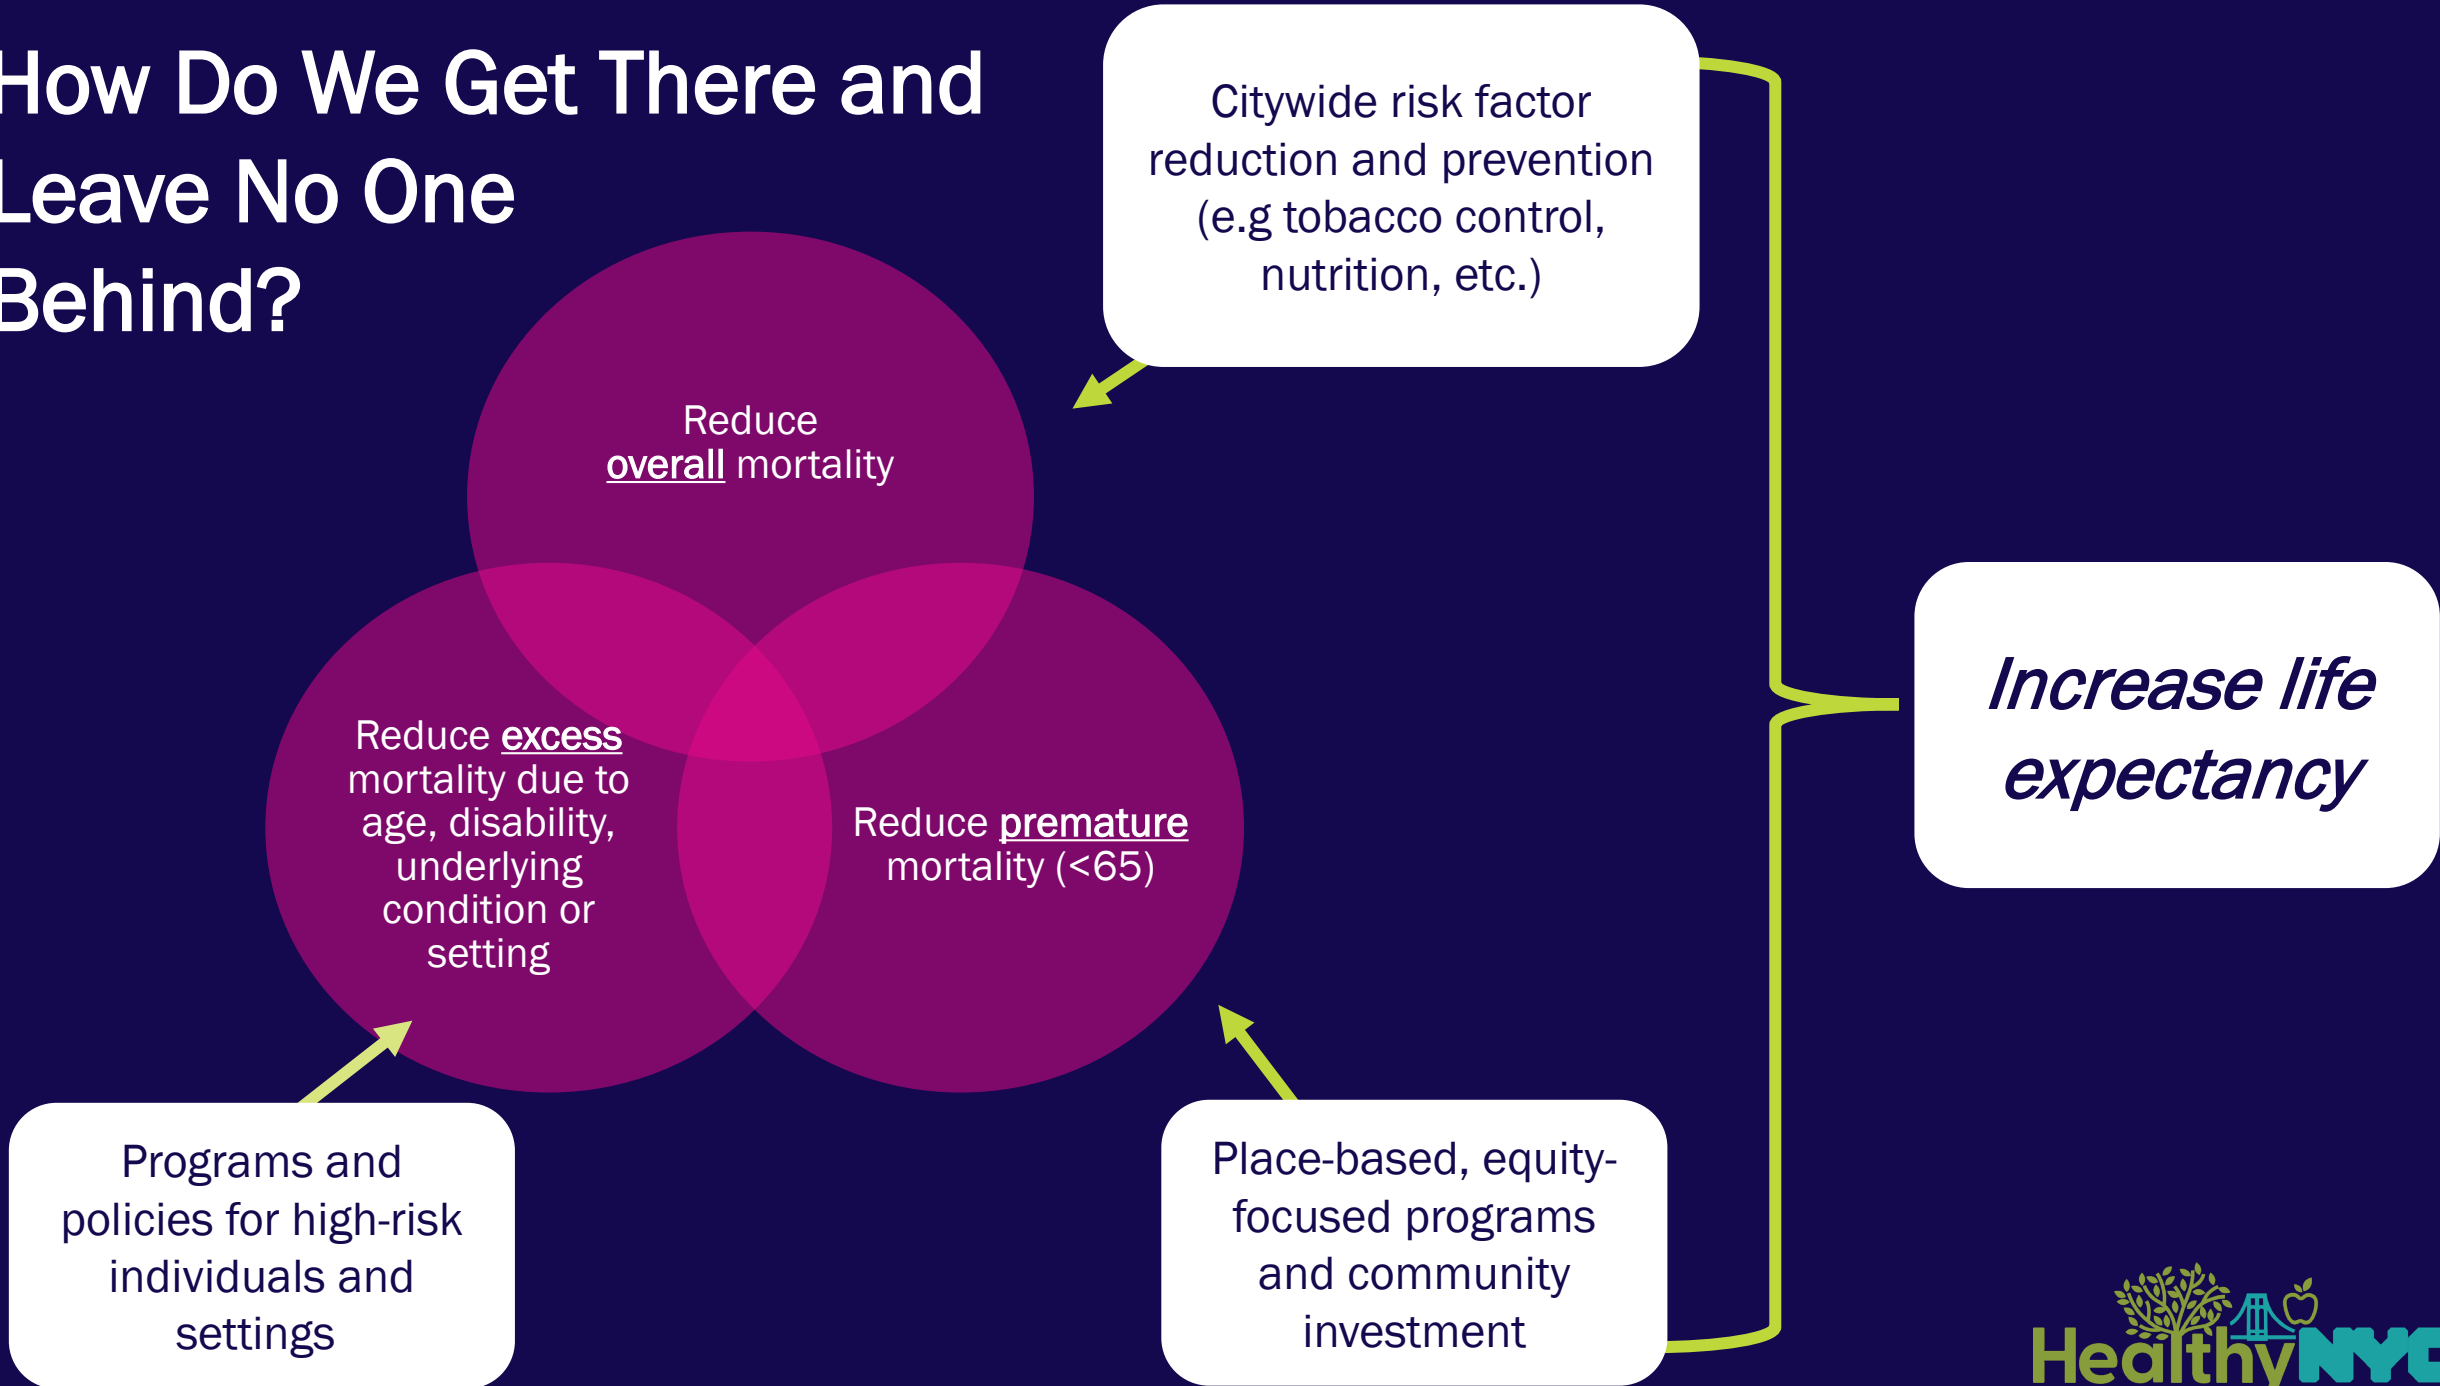 How Do We Get There and
Leave No One
Behind?
Citywide risk factor
reduction and prevention
(e.g tobacco control,
nutrition, etc.)
Reduce
overall mortality
Reduce excess
mortality due to
age, disability,
underlying
condition or
setting
Reduce premature
mortality (<65)
Increase life
expectancy
Programs and
policies for high-risk
individuals and
settings
Place-based, equity-
focused programs
and community
investment
HealthyNYC